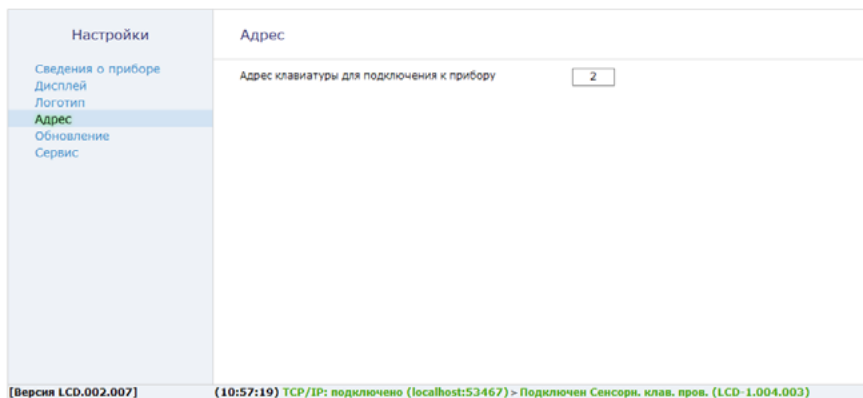 Настройки
Сведения о приборе
Дисплей
Логотип
Адрес
Обновление
Сервис
Адрес
Адрес клавиатуры для подключения к прибору 2
[Версия LCD.002.007] (10:57:19) TCP/IP: подключено (localhost:53467) > Подключен Сенсорн. клав. пров. (LCD-1.004.003)